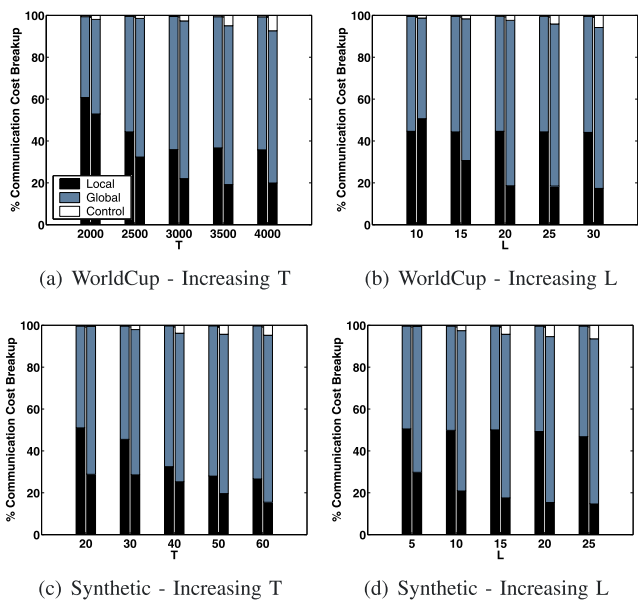 % Communication Cost Breakup
100
80
60
40
20
0
Local
Global
Control
2000 2500 3000 3500 4000
T
(a) WorldCup - Increasing T
% Communication Cost Breakup
100
80
60
40
20
0
10 15 20 25 30
L
(b) WorldCup - Increasing L
% Communication Cost Breakup
100
80
60
40
20
0
20 30 40 50 60
T
(c) Synthetic - Increasing T
% Communication Cost Breakup
100
80
60
40
20
0
5 10 15 20 25
L
(d) Synthetic - Increasing L